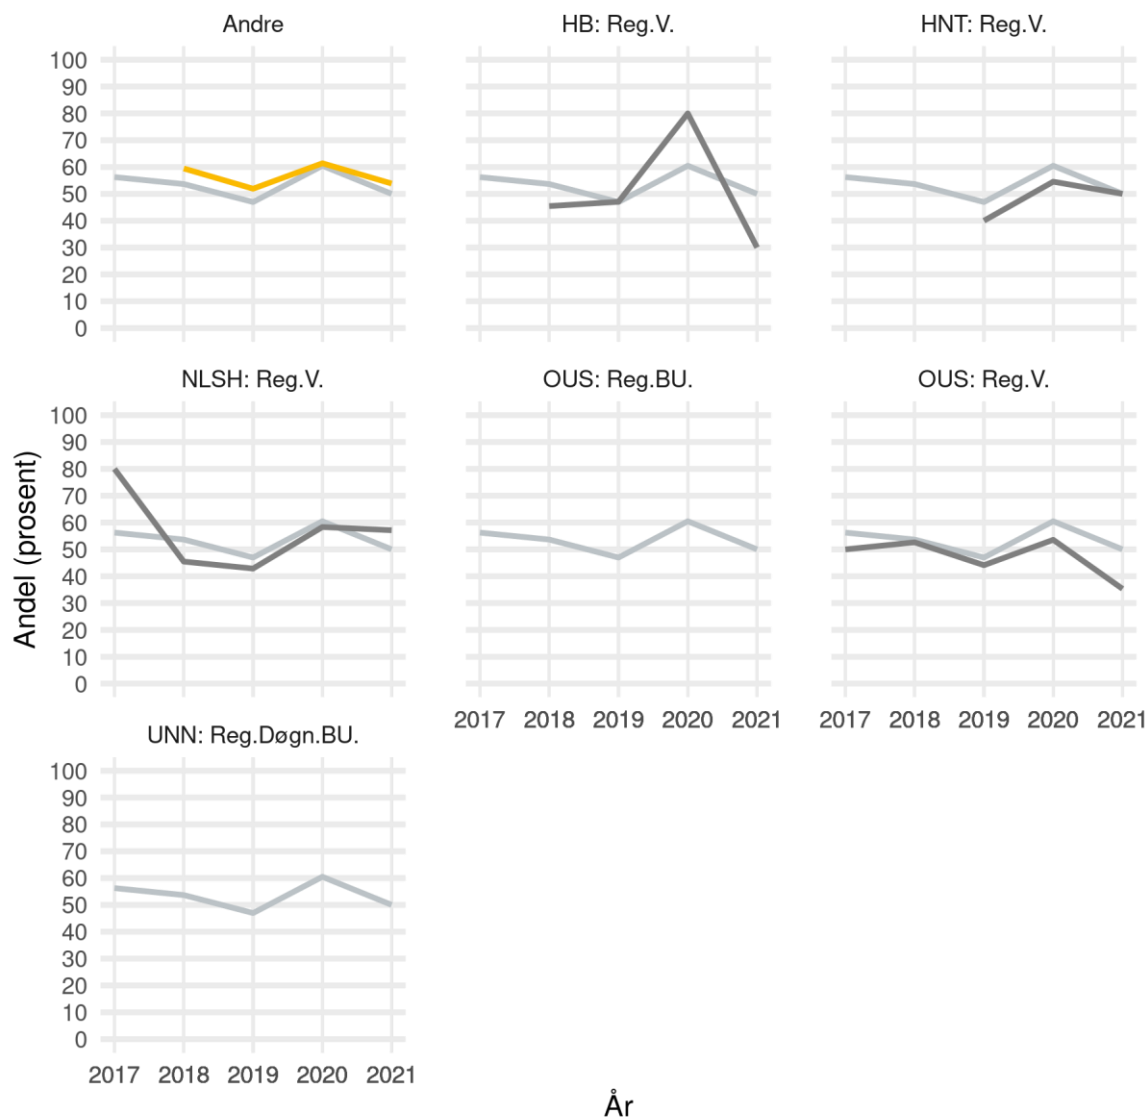 Andre
HB: Reg.V.
HNT: Reg.V.
100
90
80
70
60
50
40
30
20
10
0
NLSH: Reg.V.
OUS: Reg.BU.
OUS: Reg.V.
Andel (prosent)
100
90
80
70
60
50
40
30
20
10
0
2017 2018 2019 2020 2021
2017 2018 2019 2020 2021
UNN: Reg.Døgn.BU.
100
90
80
70
60
50
40
30
20
10
0
2017 2018 2019 2020 2021
År